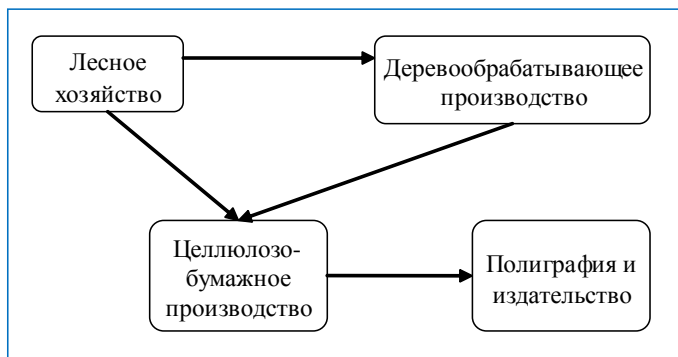 Лесное
хозяйство
Деревообрабатывающее
производство
Целлюлозо-
бумажное
производство
Полиграфия и
издательство